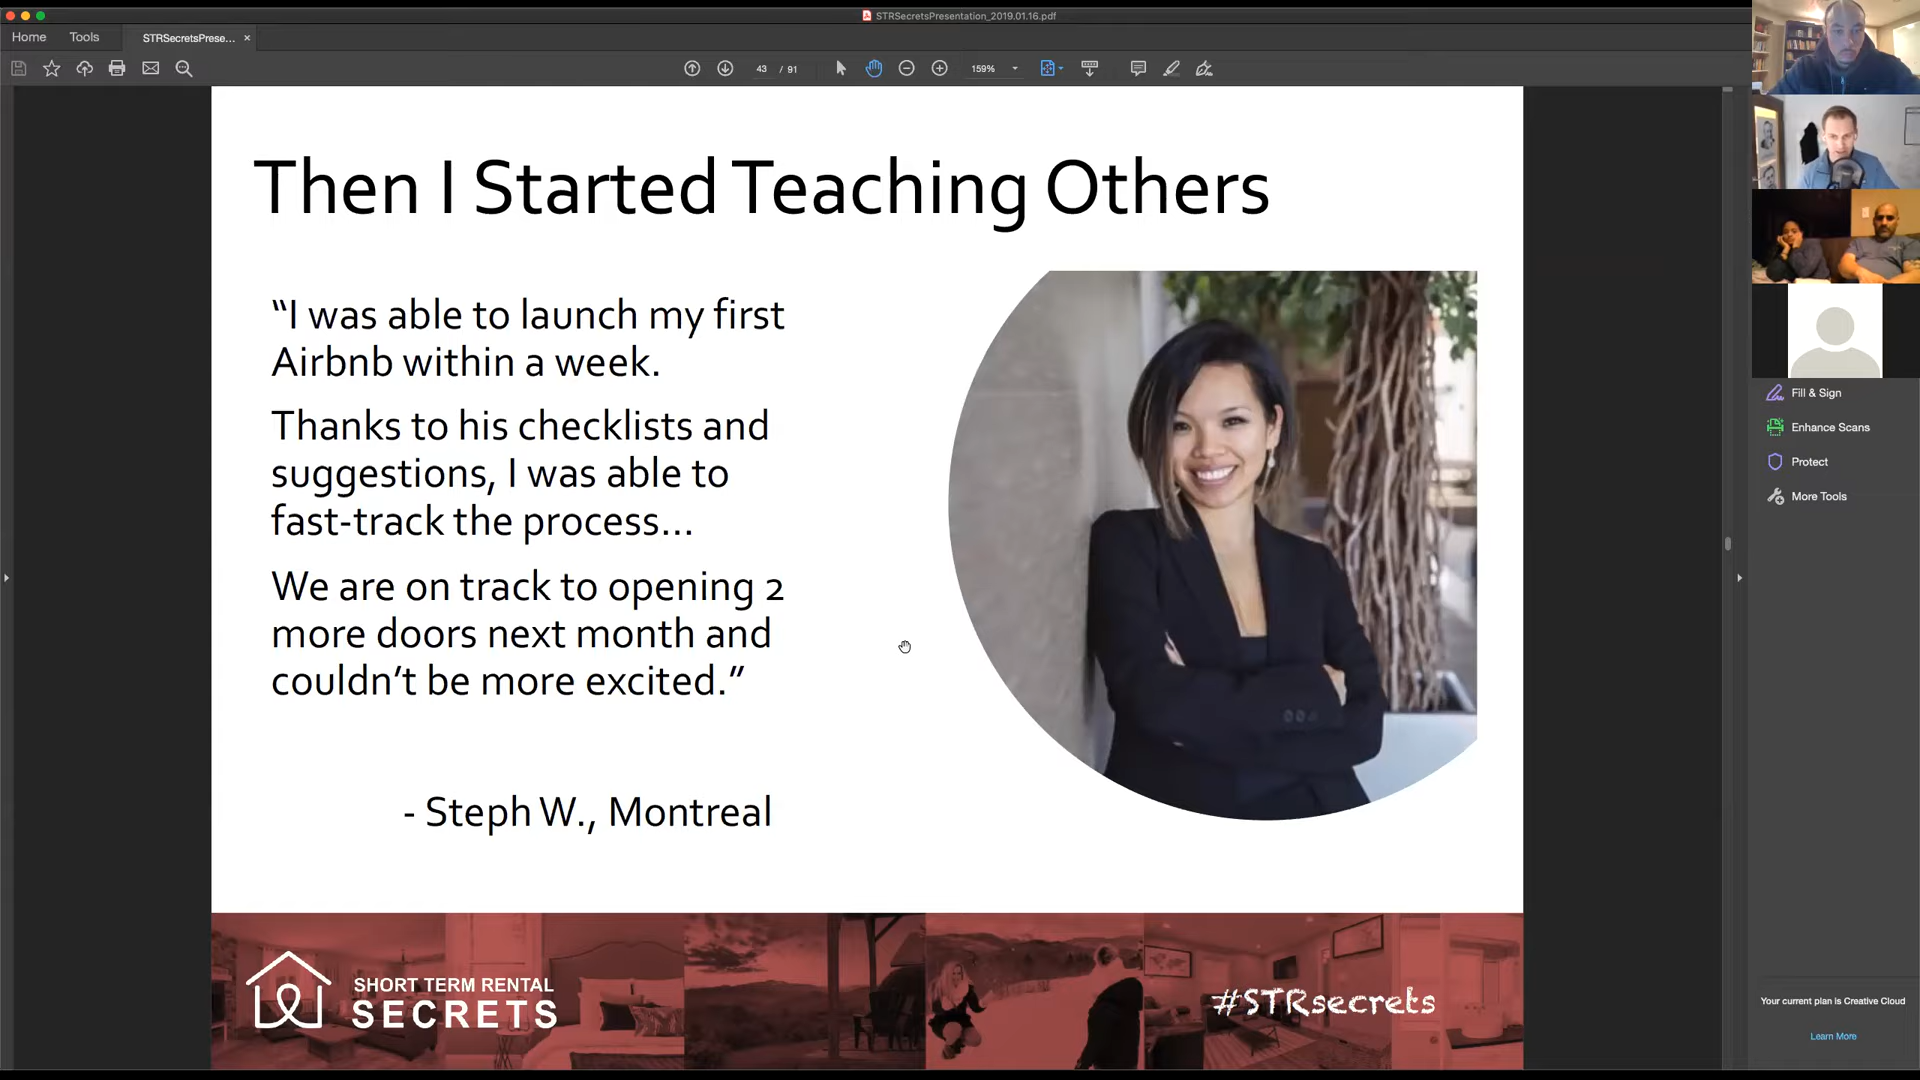 STRSecretsPresentation_2019.01.16.pdf
Home
Tools
STRSecretsPrese...
43 / 91
159%
Then I Started Teaching Others
“I was able to launch my first
Airbnb within a week.
Thanks to his checklists and
suggestions, I was able to
fast-track the process…
We are on track to opening 2
more doors next month and
couldn’t be more excited.”
- Steph W., Montreal
SHORT TERM RENTAL
SECRETS
#STRsecrets
Fill & Sign
Enhance Scans
Protect
More Tools
Your current plan is Creative Cloud
Learn More